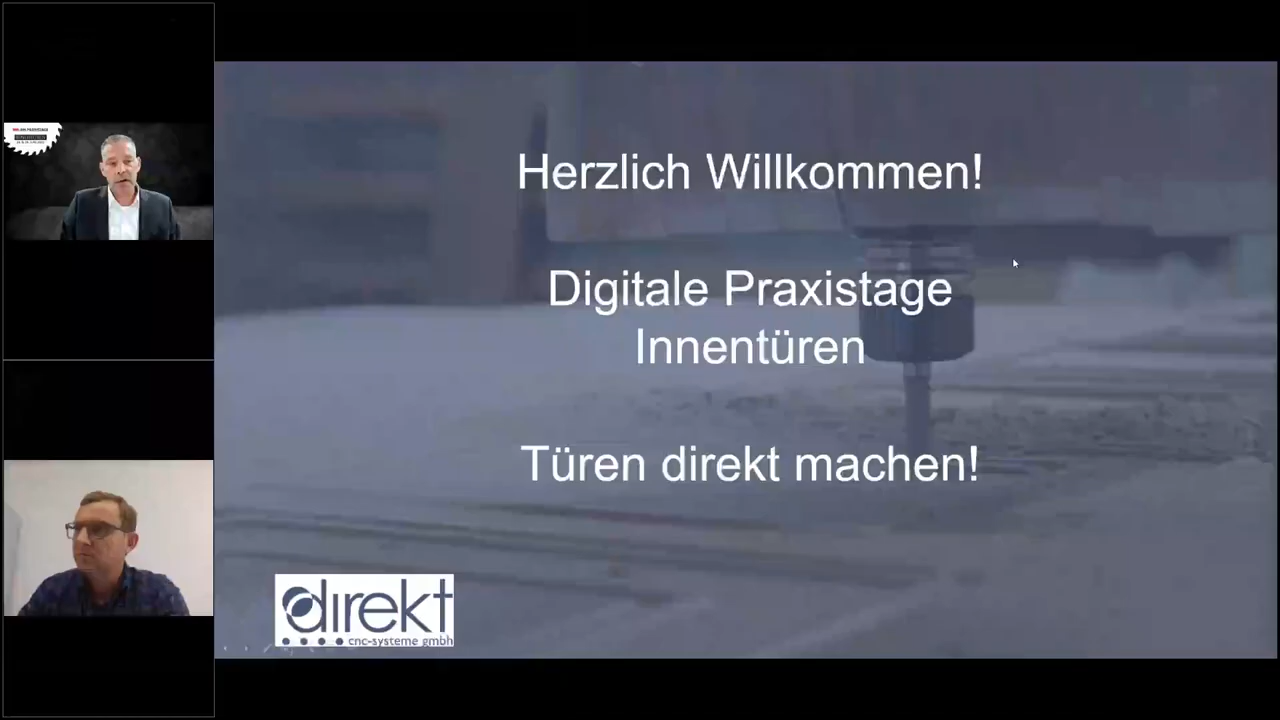 Herzlich Willkommen!
Digitale Praxistage
Innentüren
Türen direkt machen!
direkt
cnc-systeme gmbh